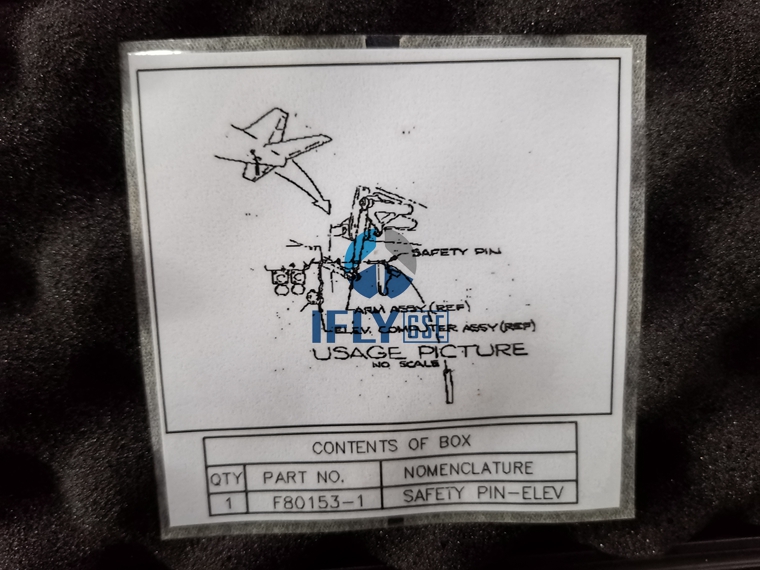 SAFETY PIN
ARM ASSY (REF)
IFLY GSE
ELEV. COMPUTER ASSY (REF)
USAGE PICTURE
NO SCALE
CONTENTS OF BOX
QTY PART NO. NOMENCLATURE
1 F80153-1 SAFETY PIN-ELEV